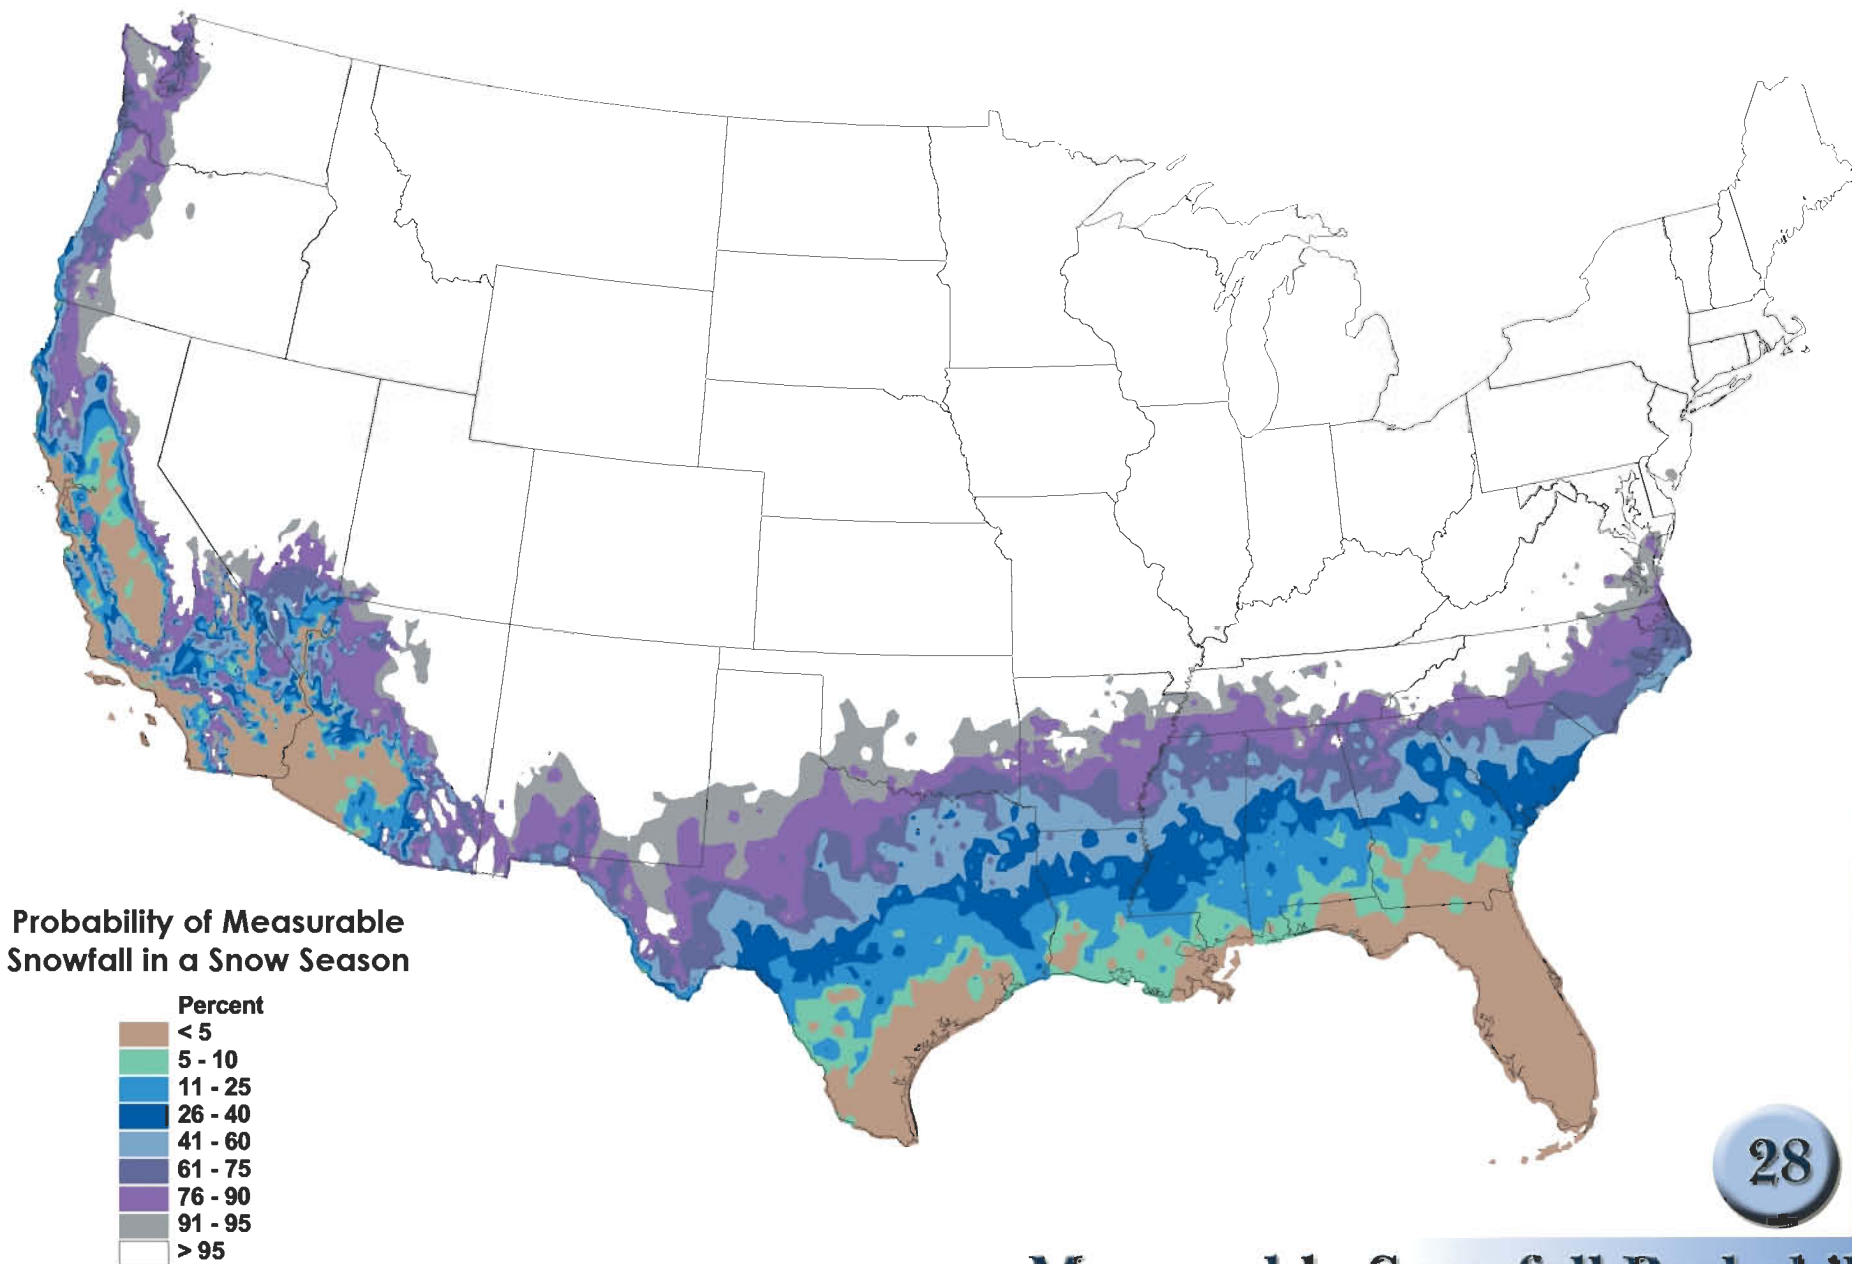 Probability of Measurable
Snowfall in a Snow Season
Percent
< 5
5 - 10
11 - 25
26 - 40
41 - 60
61 - 75
76 - 90
91 - 95
> 95
28